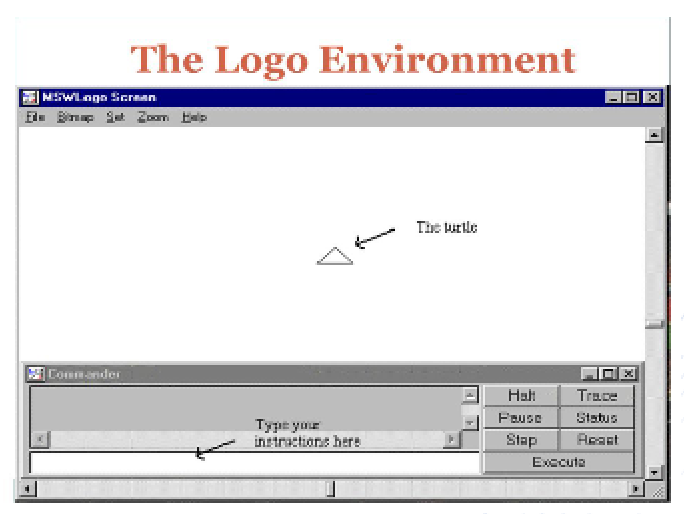 The Logo Environment
MSWLogo Screen
File Bitmap Set Zoom Help
The turtle
Commander
Halt Trace
Pause Status
Type your
instructions here
Step Reset
Execute